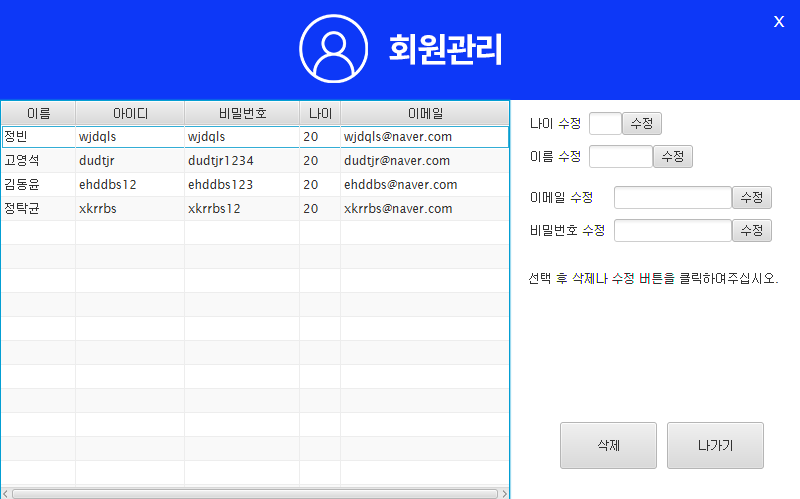 회원관리
X
이름 아이디 비밀번호 나이 이메일
정빈 wjdqls wjdqls 20 wjdqls@naver.com
고영석 dudtjr dudtjr1234 20 dudtjr@naver.com
김동윤 ehddbs12 ehddbs123 20 ehddbs@naver.com
정탁균 xkrrbs xkrrbs12 20 xkrrbs@naver.com
나이 수정 수정
이름 수정 수정
이메일 수정 수정
비밀번호 수정 수정
선택 후 삭제나 수정 버튼을 클릭하여주십시오.
삭제 나가기